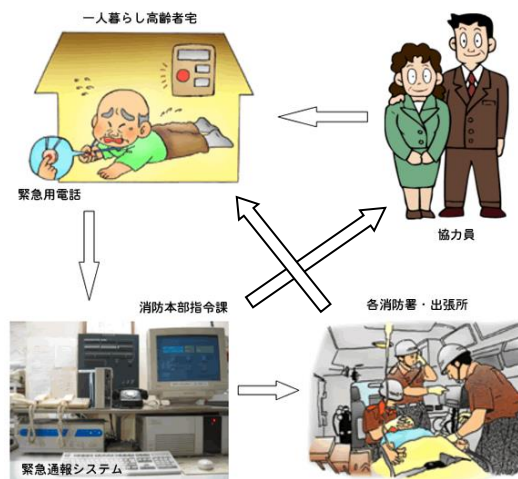 一人暮らし高齢者宅
緊急用電話
協力員
消防本部指令課
各消防署・出張所
緊急通報システム